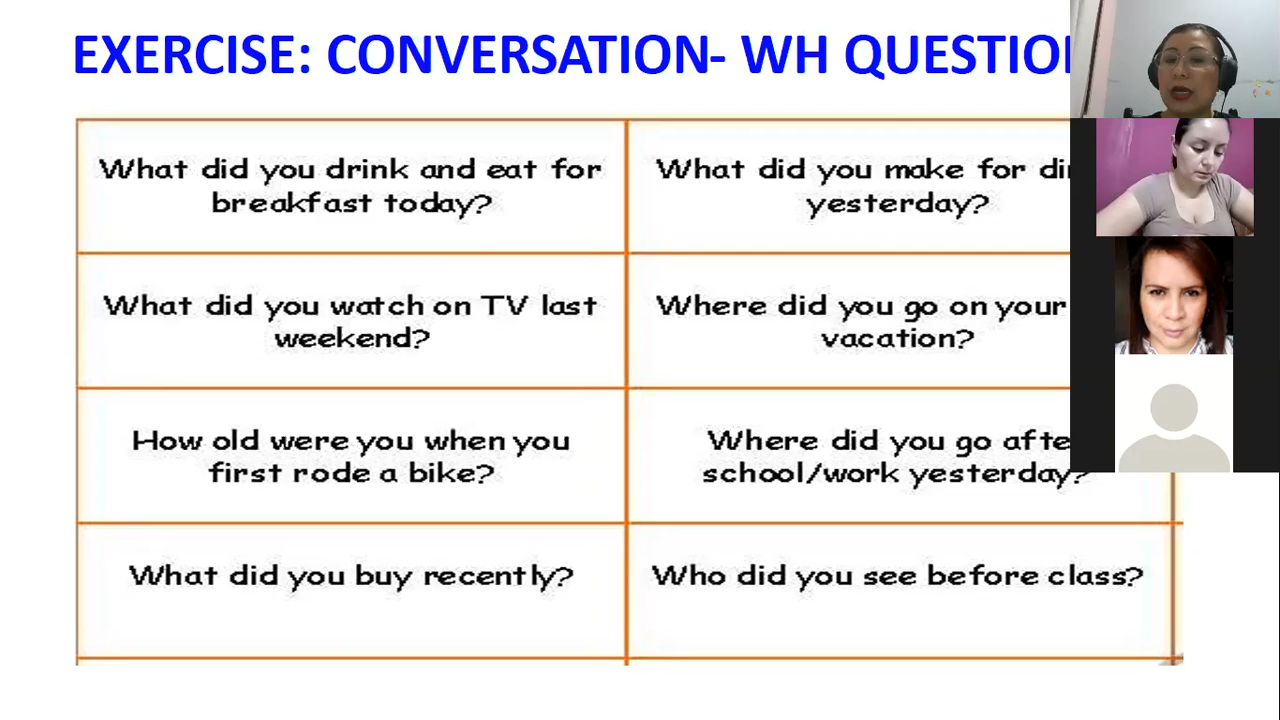 EXERCISE: CONVERSATION- WH
What did you drink and eat for
breakfast today?
What did you make for
yesterday?
What did you watch on TV last
weekend?
Where did you go on your
vacation?
How old were you when you
first rode a bike?
Where did you go
school/work yesterday?
What did you buy recently?
Who did you see before class?